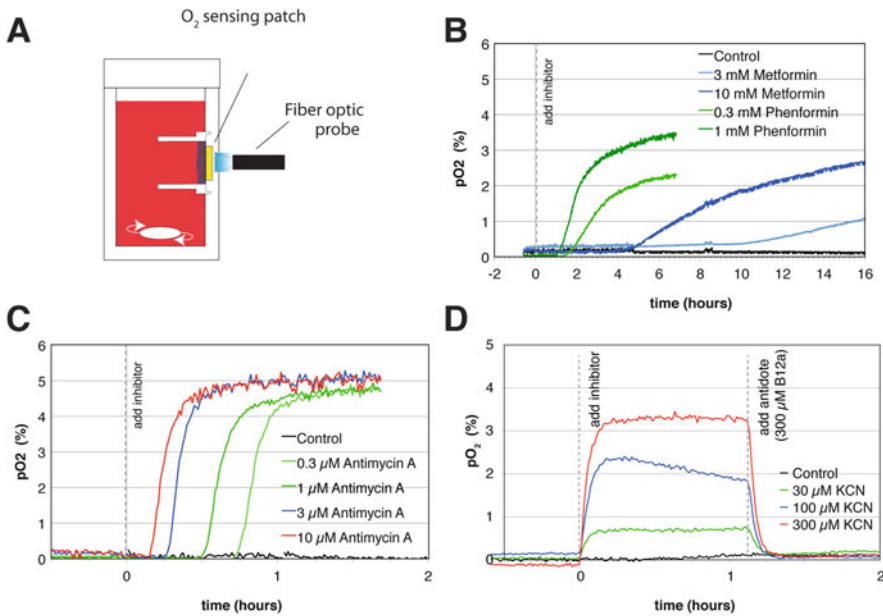 A
O2 sensing patch
Fiber optic
probe
B
6
5
4
3
2
1
0
pO2 (%)
add inhibitor
Control
3 mM Metformin
10 mM Metformin
0.3 mM Phenformin
1 mM Phenformin
-2 0 2 4 6 8 10 12 14 16
time (hours)
C
6
5
4
3
2
1
0
pO2 (%)
add inhibitor
Control
0.3 µM Antimycin A
1 µM Antimycin A
3 µM Antimycin A
10 µM Antimycin A
0 1 2
time (hours)
D
5
4
3
2
1
0
pO2 (%)
add inhibitor
add antidote
(300 µM B12a)
Control
30 µM KCN
100 µM KCN
300 µM KCN
0 1 2
time (hours)